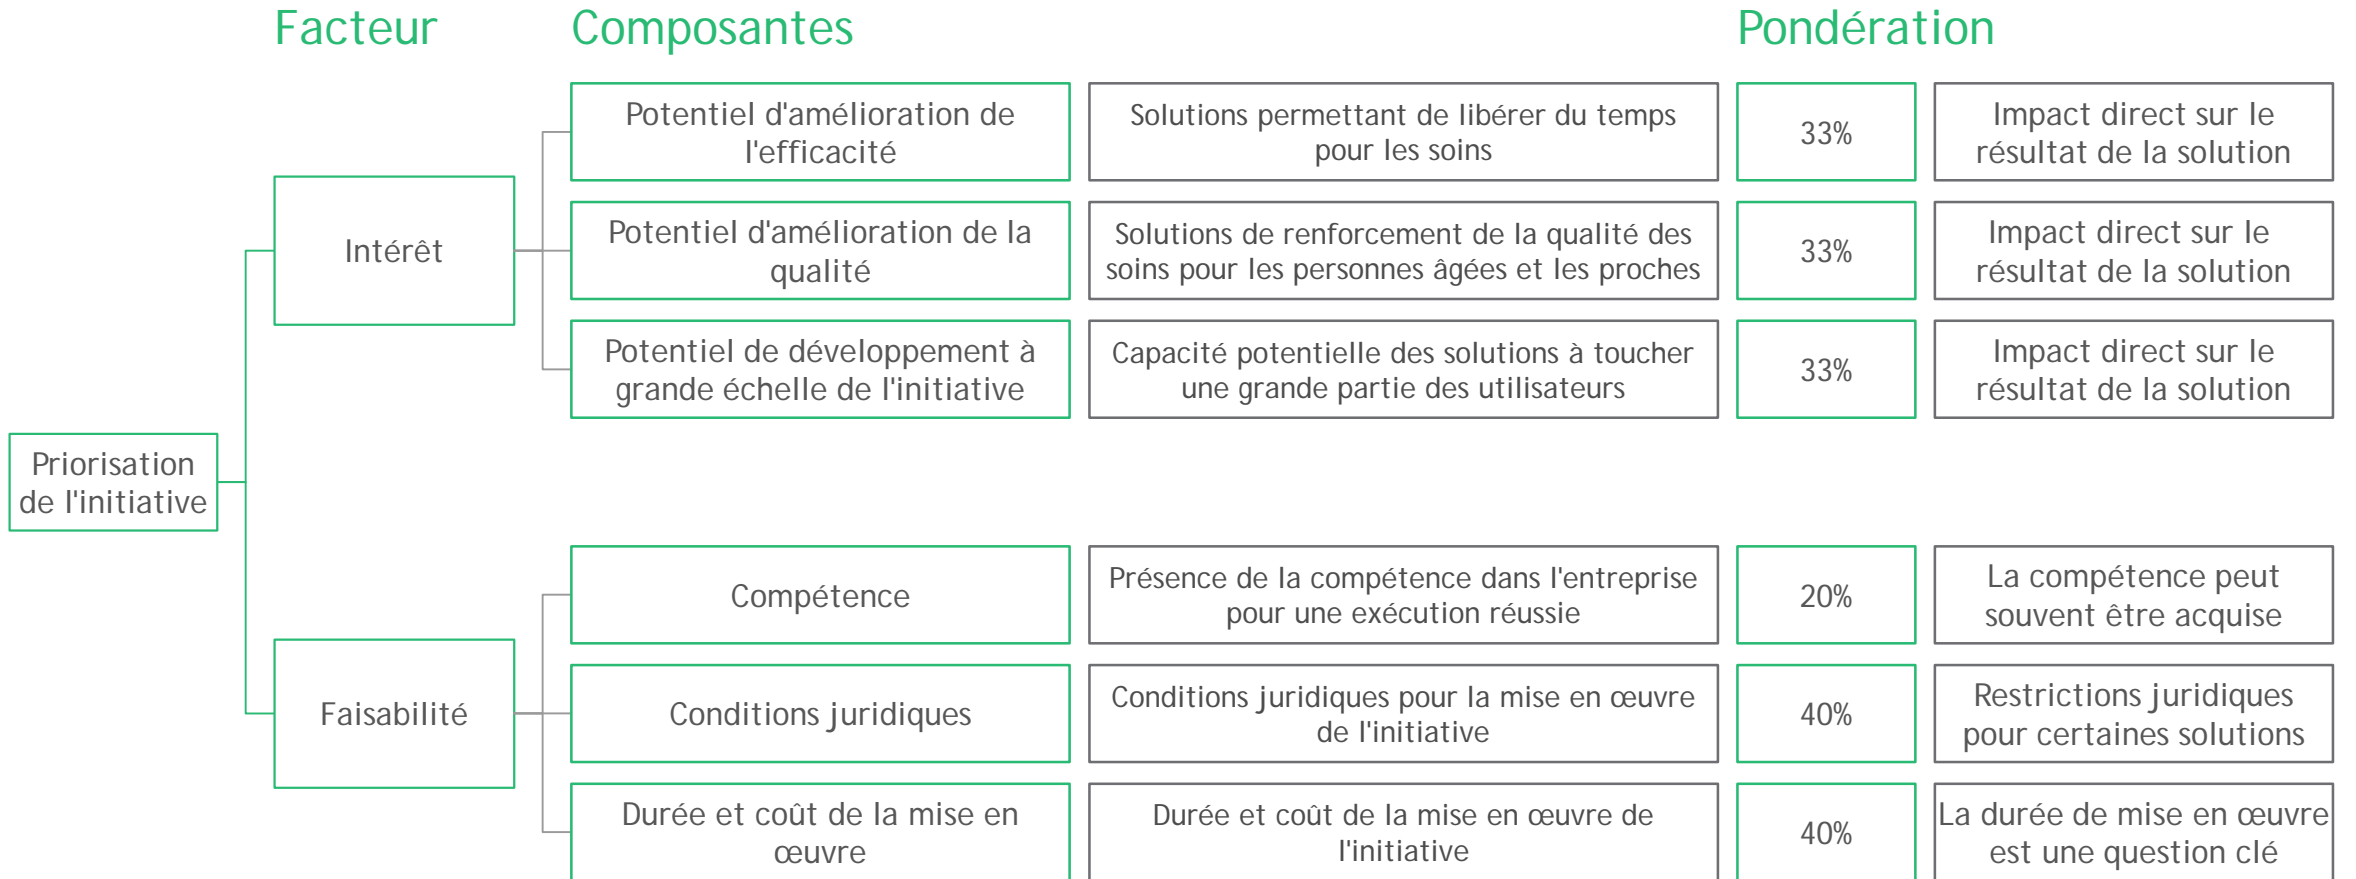 Facteur
Composantes
Pondération
Potentiel d'amélioration de
l'efficacité
Solutions permettant de libérer du temps
pour les soins
33%
Impact direct sur le
résultat de la solution
Intérêt
Potentiel d'amélioration de la
qualité
Solutions de renforcement de la qualité des
soins pour les personnes âgées et les proches
33%
Impact direct sur le
résultat de la solution
Potentiel de développement à
grande échelle de l'initiative
Capacité potentielle des solutions à toucher
une grande partie des utilisateurs
33%
Impact direct sur le
résultat de la solution
Priorisation
de l'initiative
Compétence
Présence de la compétence dans l'entreprise
pour une exécution réussie
20%
La compétence peut
souvent être acquise
Faisabilité
Conditions juridiques
Conditions juridiques pour la mise en œuvre
de l'initiative
40%
Restrictions juridiques
pour certaines solutions
Durée et coût de la mise en
œuvre
Durée et coût de la mise en œuvre de
l'initiative
40%
La durée de mise en œuvre
est une question clé